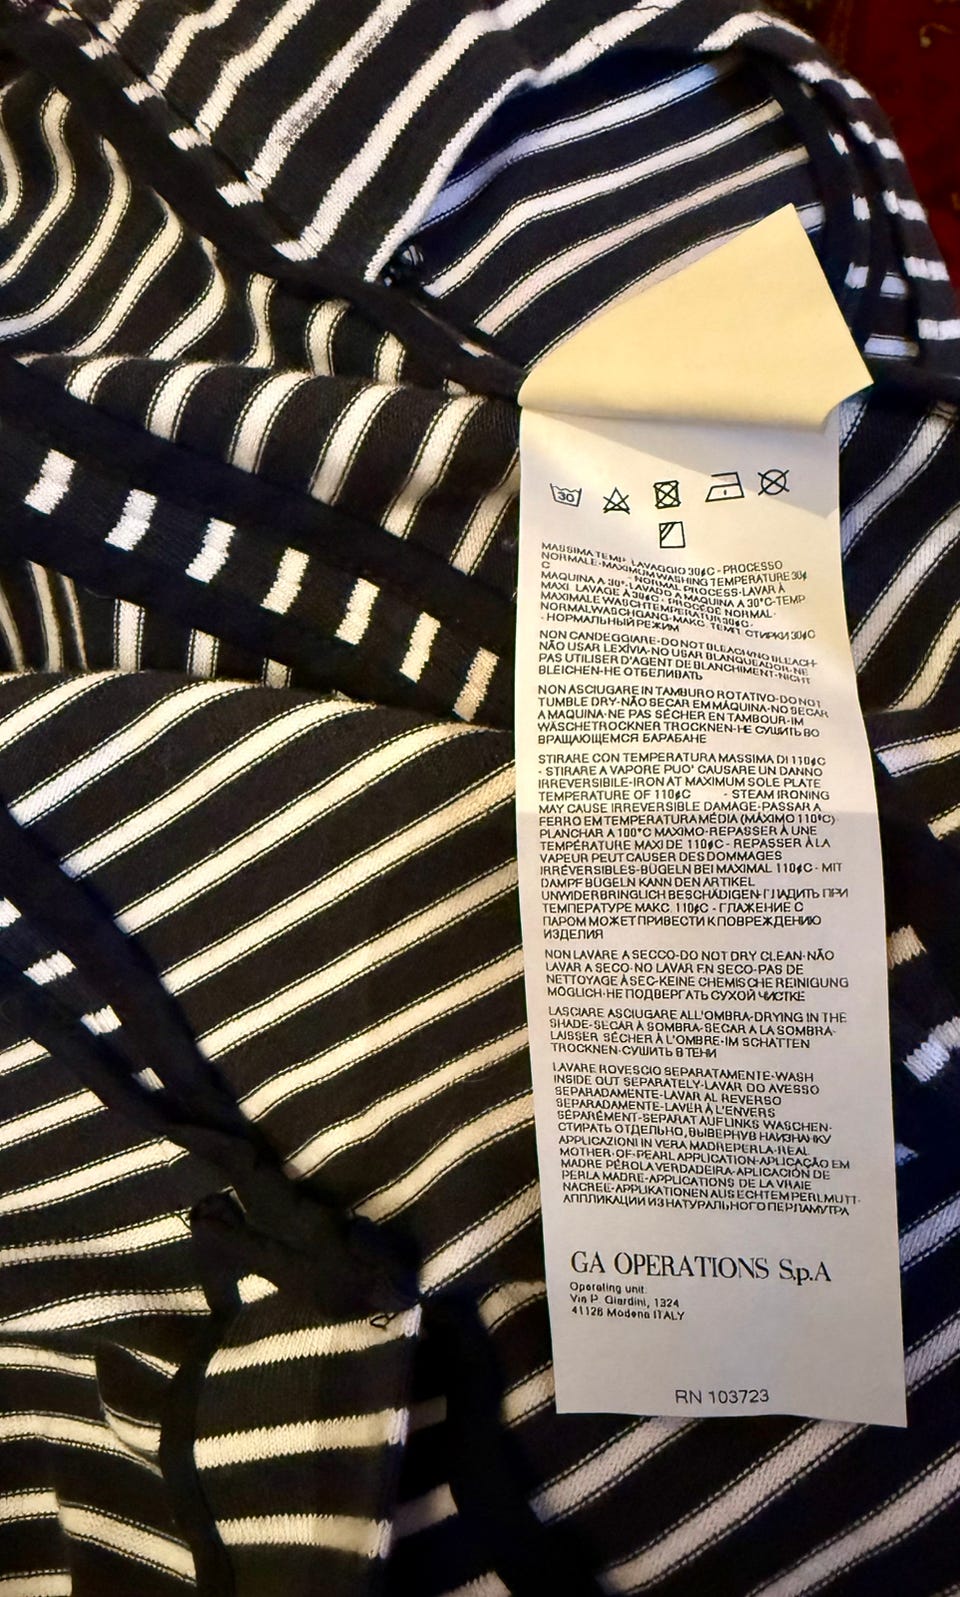 30
MASSIMA TEMP. LAVAGGIO 30¢C - PROCESSO
NORMALE-MAXIMUM WASHING TEMPERATURE 30¢
C - NORMAL PROCESS-LAVAR À
MAQUINA A 30°-LAVADO A MAQUINA A 30°C-TEMP
MAXI LAVAGE À 30¢C - PROCÉDÉ NORMAL-
MAXIMALE WASCHTEMPERATUR 30¢C-
NORMALWASCHGANG-МАКС. ТЕМП. СТИРКИ 30¢C
- НОРМАЛЬНЫЙ РЕЖИМ
NON CANDEGGIARE-DO NOT BLEACH/NO BLEACH-
NÃO USAR LEXÍVIA-NO USAR BLANQUEADOR-NE
PAS UTILISER D'AGENT DE BLANCHIMENT-NICHT
BLEICHEN-НЕ ОТБЕЛИВАТЬ
NON ASCIUGARE IN TAMBURO ROTATIVO-DO NOT
TUMBLE DRY-NÃO SECAR EM MÁQUINA-NO SECAR
A MAQUINA-NE PAS SÉCHER EN TAMBOUR-IM
WÄSCHETROCKNER TROCKNEN-НЕ СУШИТЬ ВО
ВРАЩАЮЩЕМСЯ БАРАБАНЕ
STIRARE CON TEMPERATURA MASSIMA DI 110¢C
- STIRARE A VAPORE PUO' CAUSARE UN DANNO
IRREVERSIBILE-IRON AT MAXIMUM SOLE PLATE
TEMPERATURE OF 110¢C - STEAM IRONING
MAY CAUSE IRREVERSIBLE DAMAGE-PASSAR A
FERRO EM TEMPERATURA MÉDIA (MÁXIMO 110°C)-
PLANCHAR A 100°C MAXIMO-REPASSER À UNE
TEMPÉRATURE MAXI DE 110¢C - REPASSER À LA
VAPEUR PEUT CAUSER DES DOMMAGES
IRRÉVERSIBLES-BÜGELN BEI MAXIMAL 110¢C - MIT
DAMPF BÜGELN KANN DEN ARTIKEL
UNWIDERBRINGLICH BESCHÄDIGEN-ГЛАДИТЬ ПРИ
ТЕМПЕРАТУРЕ МАКС 110¢C - ГЛАЖЕНИЕ С
ПАРОМ МОЖЕТ ПРИВЕСТИ К ПОВРЕЖДЕНИЮ
ИЗДЕЛИЯ
NON LAVARE A SECCO-DO NOT DRY CLEAN-NÃO
LAVAR A SECO-NO LAVAR EN SECO-PAS DE
NETTOYAGE À SEC-KEINE CHEMISCHE REINIGUNG
MÖGLICH-НЕ ПОДВЕРГАТЬ СУХОЙ ЧИСТКЕ
LASCIARE ASCIUGARE ALL'OMBRA-DRYING IN THE
SHADE-SECAR À SOMBRA-SECAR A LA SOMBRA-
LAISSER SÉCHER À L'OMBRE-IM SCHATTEN
TROCKNEN-СУШИТЬ В ТЕНИ
LAVARE ROVESCIO SEPARATAMENTE-WASH
INSIDE OUT SEPARATELY-LAVAR DO AVESSO
SEPARADAMENTE-LAVAR AL REVERSO
SEPARADAMENTE-LAVER À L'ENVERS
SÉPARÉMENT-SEPARAT AUF LINKS WASCHEN-
СТИРАТЬ ОТДЕЛЬНО, ВЫВЕРНУВ НАИЗНАНКУ
APPLICAZIONI IN VERA MADREPERLA-REAL
MOTHER-OF-PEARL APPLICATION-APLICAÇÃO EM
MADRE PÉROLA VERDADEIRA-APLICACIÓN DE
PERLA MADRE-APPLICATIONS DE LA VRAIE
NACRE-APPLIKATIONEN AUS ECHTEM PERLMUTT-
АППЛИКАЦИИ ИЗ НАТУРАЛЬНОГО ПЕРЛАМУТРА
GA OPERATIONS S.p.A
Operating unit:
Via P. Giardini, 1324
41126 Modena ITALY
RN 103723